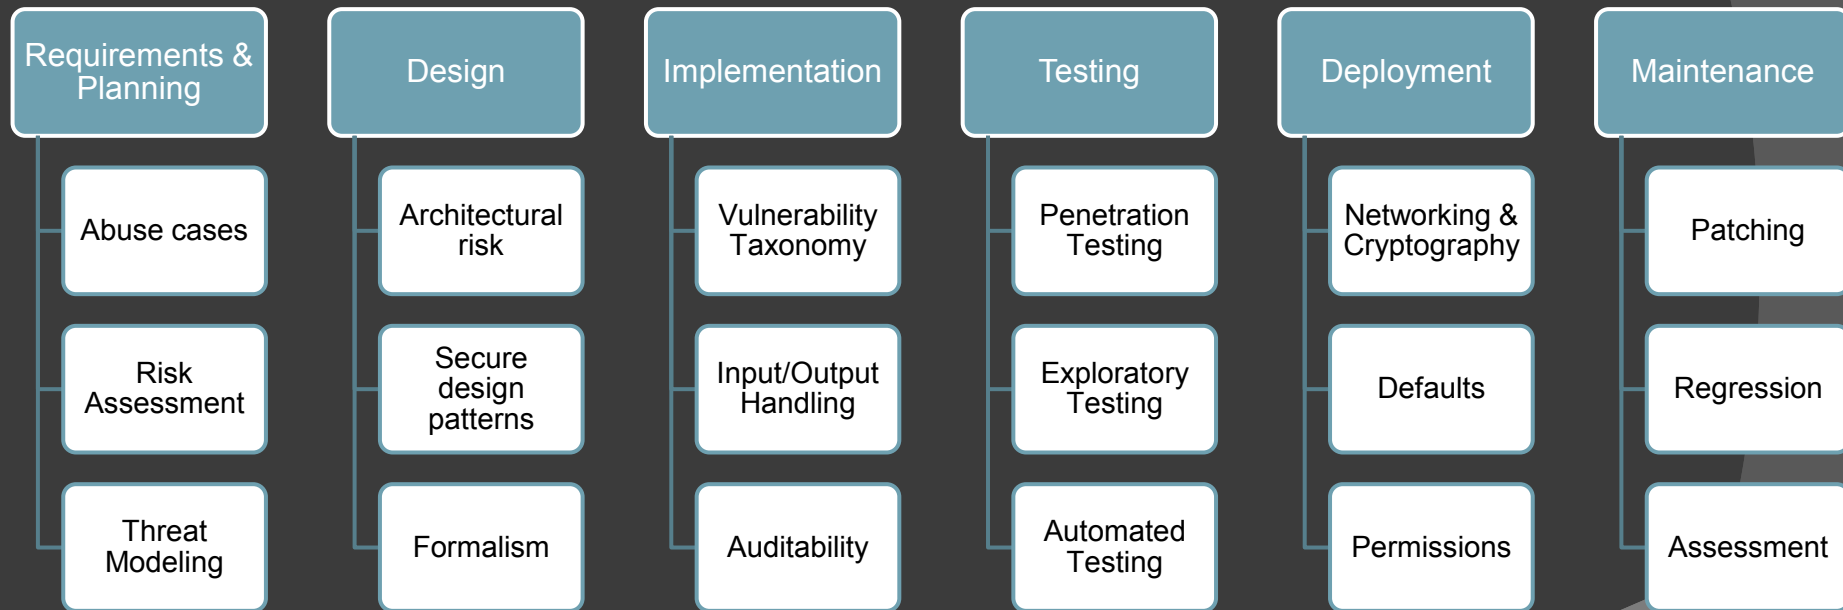 Requirements &
Planning
Abuse cases
Risk
Assessment
Threat
Modeling
Design
Architectural
risk
Secure
design
patterns
Formalism
Implementation
Vulnerability
Taxonomy
Input/Output
Handling
Auditability
Testing
Penetration
Testing
Exploratory
Testing
Automated
Testing
Deployment
Networking &
Cryptography
Defaults
Permissions
Maintenance
Patching
Regression
Assessment